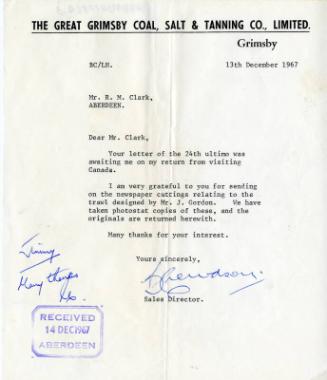 THE GREAT GRIMSBY COAL, SALT & TANNING CO., LIMITED.
Grimsby
BC/LH.
13th December 1967
Mr. R. M. Clark,
ABERDEEN.
Dear Mr. Clark,
Your letter of the 24th ultimo was
awaiting me on my return from visiting
Canada.
I am very grateful to you for sending
on the newspaper cuttings relating to the
trawl designed by Mr. J. Gordon. We have
taken photostat copies of these, and the
originals are returned herewith.
Many thanks for your interest.
Yours sincerely,
Sales Director.
Jimmy
Many thanks
RECEIVED
14 DEC 1967
ABERDEEN